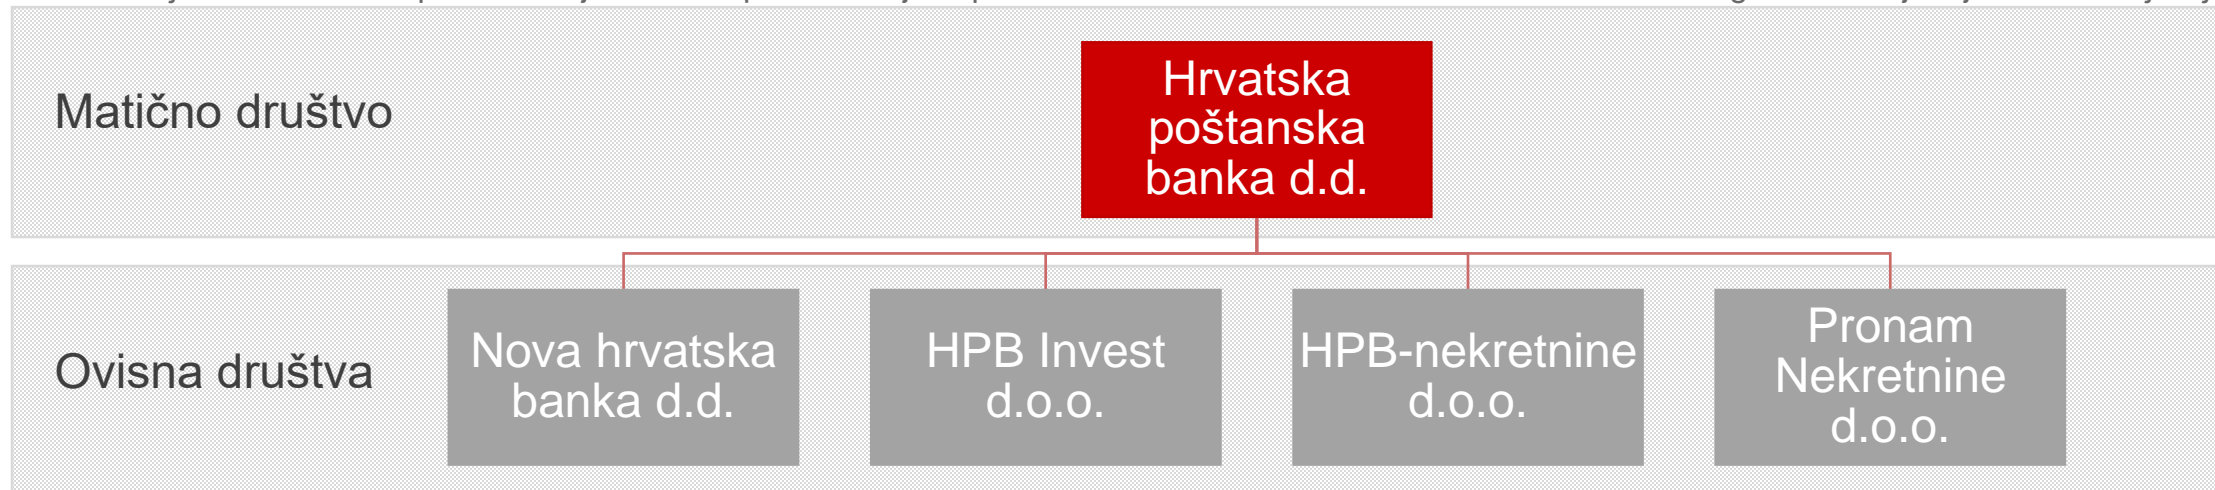 Matično društvo
Hrvatska
poštanska
banka d.d.
Ovisna društva
Nova hrvatska
banka d.d.
HPB Invest
d.o.o.
HPB-nekretnine
d.o.o.
Pronam
Nekretnine
d.o.o.